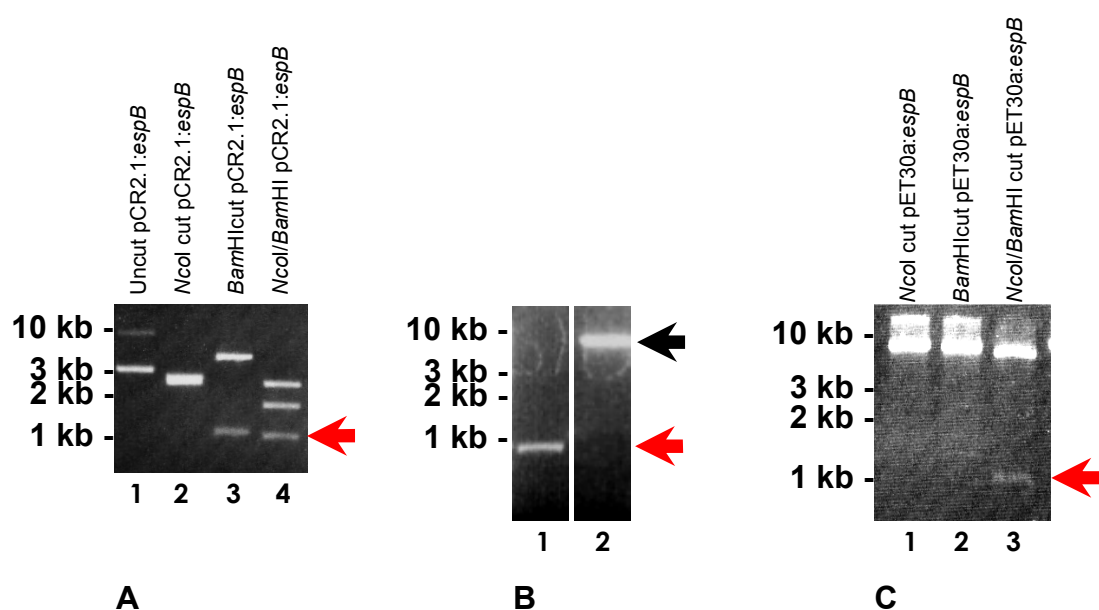 Uncut pCR2.1:espB
NcoI cut pCR2.1:espB
BamHIcut pCR2.1:espB
NcoI/BamHI pCR2.1:espB
10 kb -
3 kb -
2 kb -
1 kb -
1 2 3 4
A
10 kb -
3 kb -
2 kb -
1 kb -
1 2
B
NcoI cut pET30a:espB
BamHIcut pET30a:espB
NcoI/BamHI cut pET30a:espB
10 kb -
3 kb -
2 kb -
1 kb -
1 2 3
C